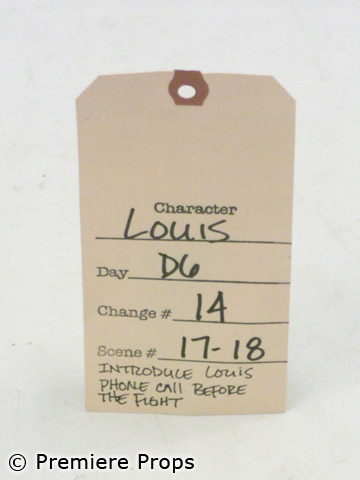 Character
LOUIS
Day D6
Change # 14
Scene # 17-18
INTRODUCE LOUIS
PHONE CALL BEFORE
THE FIGHT
© Premiere Props